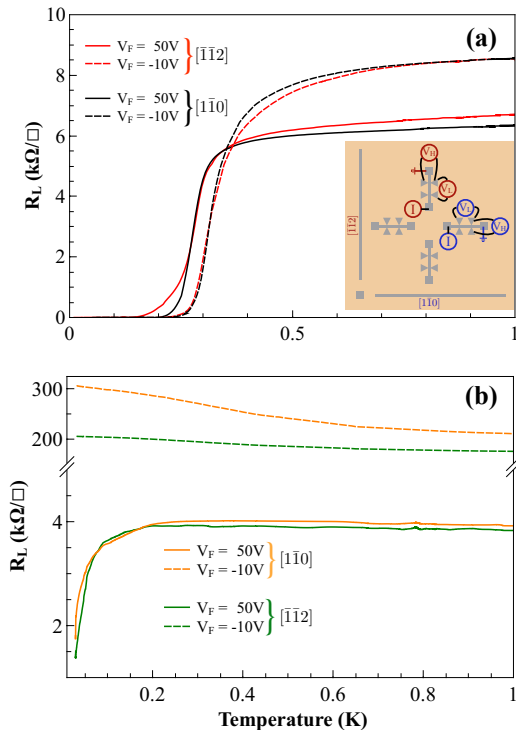 10
(a)
V_F = 50V
V_F = -10V
[1̄1̄2]
8
V_F = 50V
V_F = -10V
[11̄0]
6
R_L (kΩ/□)
4
2
0
V_H
V_L
I
V_L
V_H
I
[1̄1̄2]
[11̄0]
0
0.5
1
(b)
300
200
R_L (kΩ/□)
4
V_F = 50V
V_F = -10V
[11̄0]
V_F = 50V
V_F = -10V
[1̄1̄2]
2
0.2
0.4
0.6
0.8
1
Temperature (K)